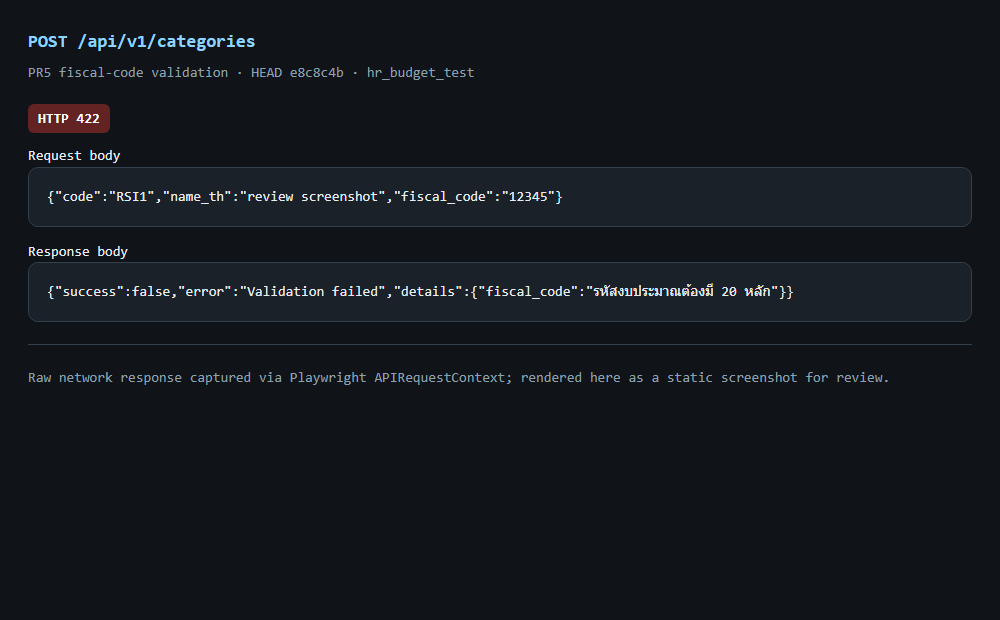 POST /api/v1/categories
PR5 fiscal-code validation · HEAD e8c8c4b · hr_budget_test
HTTP 422
Request body
{"code":"RSI1","name_th":"review screenshot","fiscal_code":"12345"}
Response body
{"success":false,"error":"Validation failed","details":{"fiscal_code":"รหัสงบประมาณต้องมี 20 หลัก"}}
Raw network response captured via Playwright APIRequestContext; rendered here as a static screenshot for review.